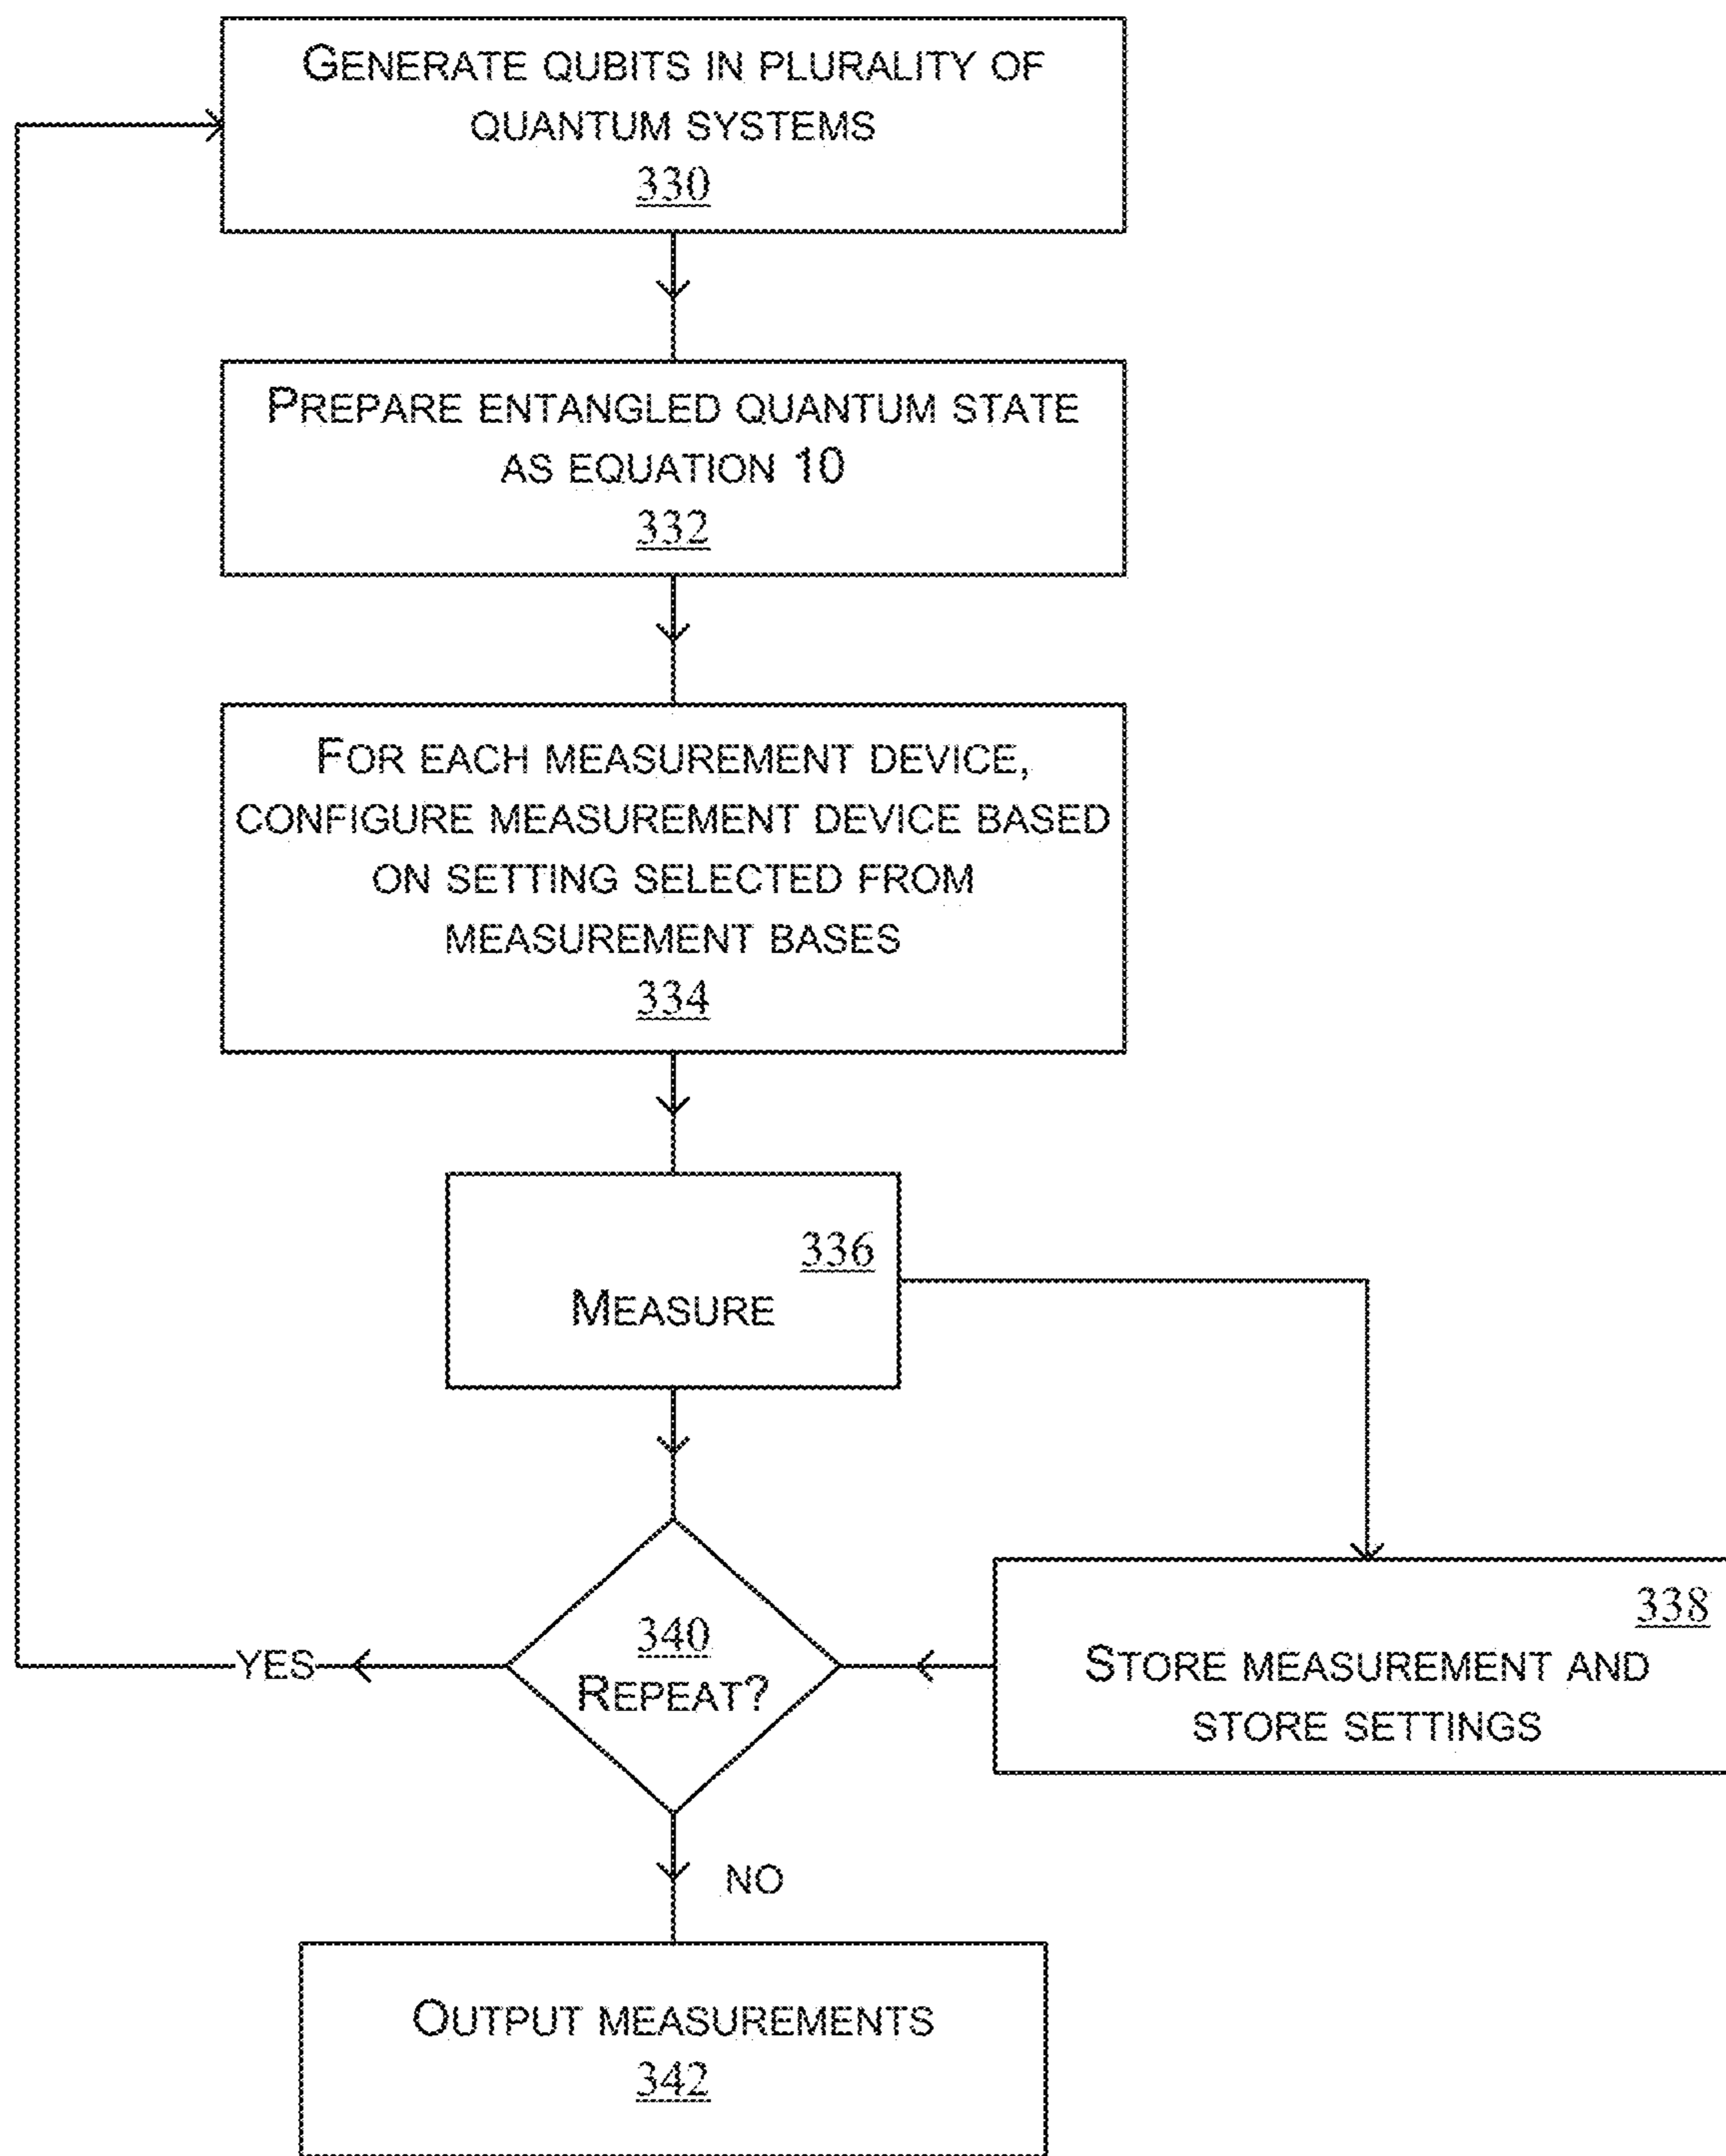 GENERATE QUBITS IN PLURALITY OF
QUANTUM SYSTEMS
330
PREPARE ENTANGLED QUANTUM STATE
AS EQUATION 10
332
FOR EACH MEASUREMENT DEVICE,
CONFIGURE MEASUREMENT DEVICE BASED
ON SETTING SELECTED FROM
MEASUREMENT BASES
334
336
MEASURE
338
STORE MEASUREMENT AND
STORE SETTINGS
340
REPEAT?
YES
NO
OUTPUT MEASUREMENTS
342